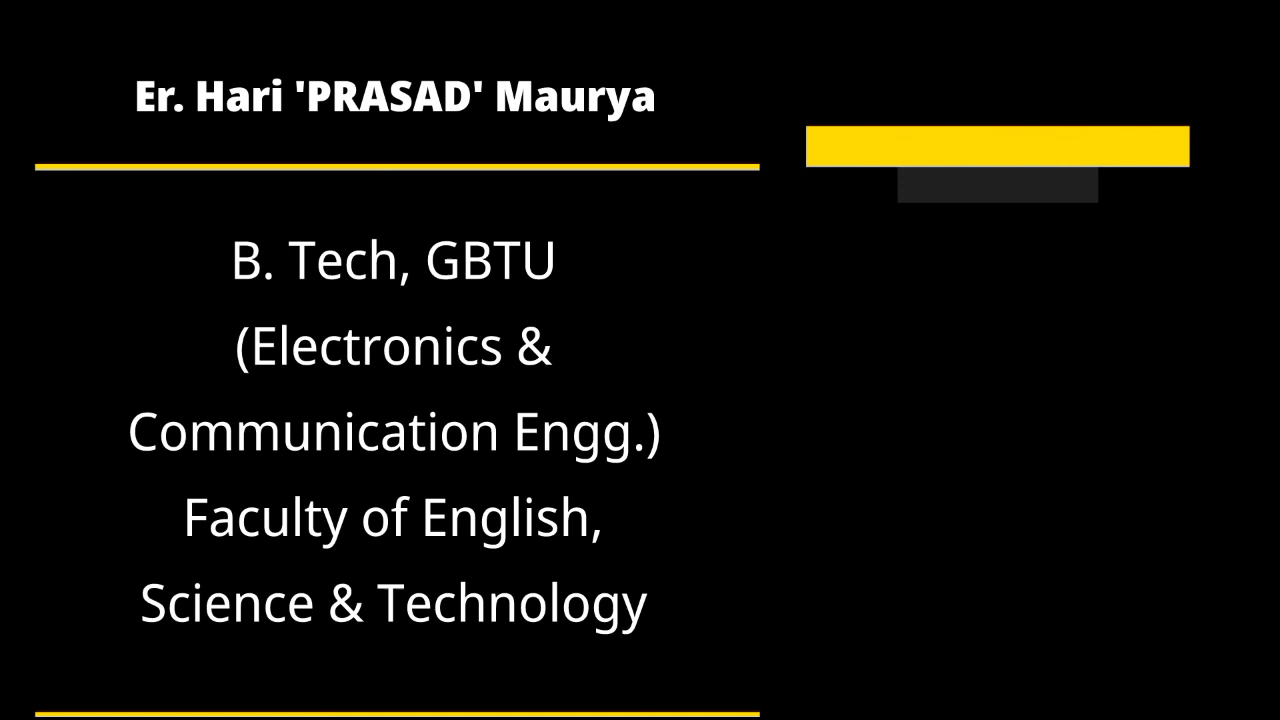 Er. Hari 'PRASAD' Maurya
B. Tech, GBTU
(Electronics &
Communication Engg.)
Faculty of English,
Science & Technology